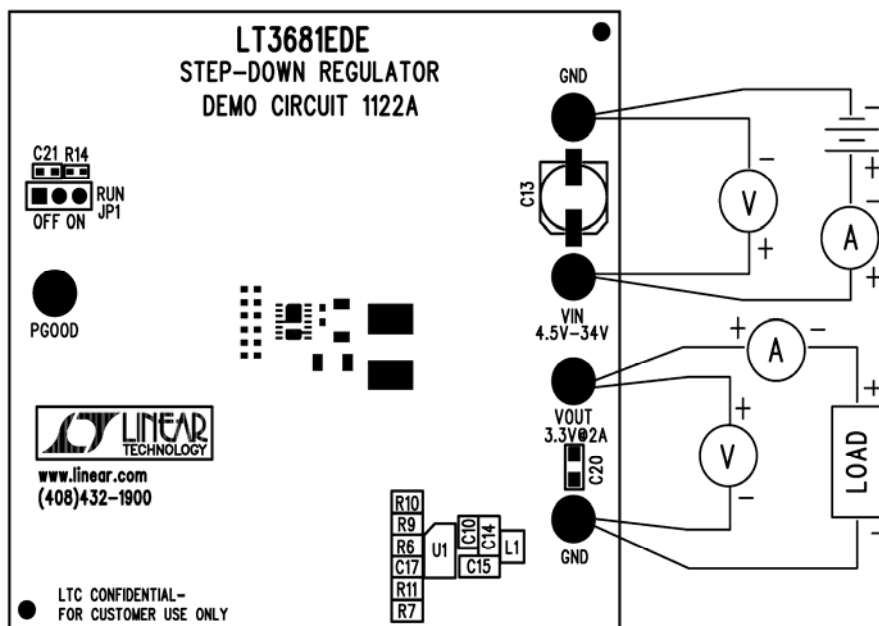 LT3681EDE
STEP-DOWN REGULATOR
DEMO CIRCUIT 1122A
GND
C21 R14
RUN
JP1
OFF ON
C13
V
A
- + - + - +
PGOOD
VIN
4.5V-34V
+ A -
VOUT
3.3V@2A
C20
+ V -
+ LOAD -
GND
LINEAR
TECHNOLOGY
www.linear.com
(408)432-1900
R10
R9
R6
C17
R11
R7
U1
C10
C14
C15
L1
LTC CONFIDENTIAL-
FOR CUSTOMER USE ONLY